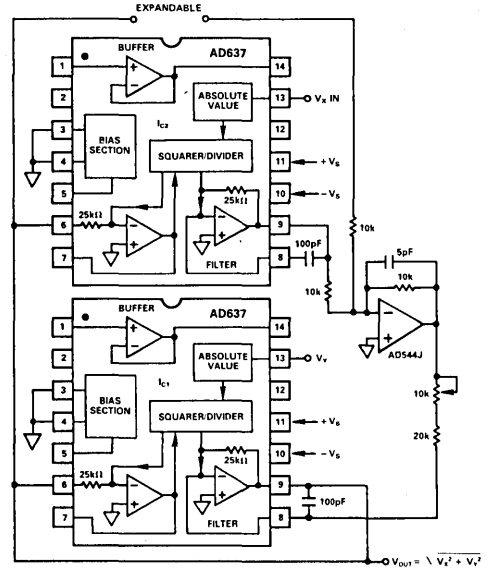 EXPANDABLE
BUFFER
AD637
1
14
ABSOLUTE
VALUE
2
13
Vx IN
3
IC2
12
BIAS
SECTION
SQUARER/DIVIDER
4
11
+ Vs
5
25kΩ
10
- Vs
6
25kΩ
9
10k
100pF
5pF
7
FILTER
8
10k
10k
AD544J
BUFFER
AD637
1
14
ABSOLUTE
VALUE
2
13
VY
10k
3
IC1
12
BIAS
SECTION
SQUARER/DIVIDER
4
11
+ Vs
20k
5
25kΩ
10
- Vs
6
25kΩ
9
100pF
7
FILTER
8
VOUT = √Vx² + VY²